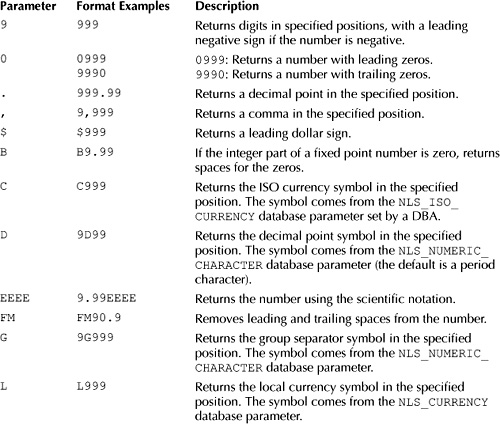 Parameter Format Examples Description
9 999 Returns digits in specified positions, with a leading
negative sign if the number is negative.
0 0999 0999: Returns a number with leading zeros.
9990 9990: Returns a number with trailing zeros.
. 999.99 Returns a decimal point in the specified position.
, 9,999 Returns a comma in the specified position.
$ $999 Returns a leading dollar sign.
B B9.99 If the integer part of a fixed point number is zero, returns
spaces for the zeros.
C C999 Returns the ISO currency symbol in the specified
position. The symbol comes from the NLS_ISO_
CURRENCY database parameter set by a DBA.
D 9D99 Returns the decimal point symbol in the specified
position. The symbol comes from the NLS_NUMERIC_
CHARACTER database parameter (the default is a period
character).
EEEE 9.99EEEE Returns the number using the scientific notation.
FM FM90.9 Removes leading and trailing spaces from the number.
G 9G999 Returns the group separator symbol in the specified
position. The symbol comes from the NLS_NUMERIC_
CHARACTER database parameter.
L L999 Returns the local currency symbol in the specified
position. The symbol comes from the NLS_CURRENCY
database parameter.